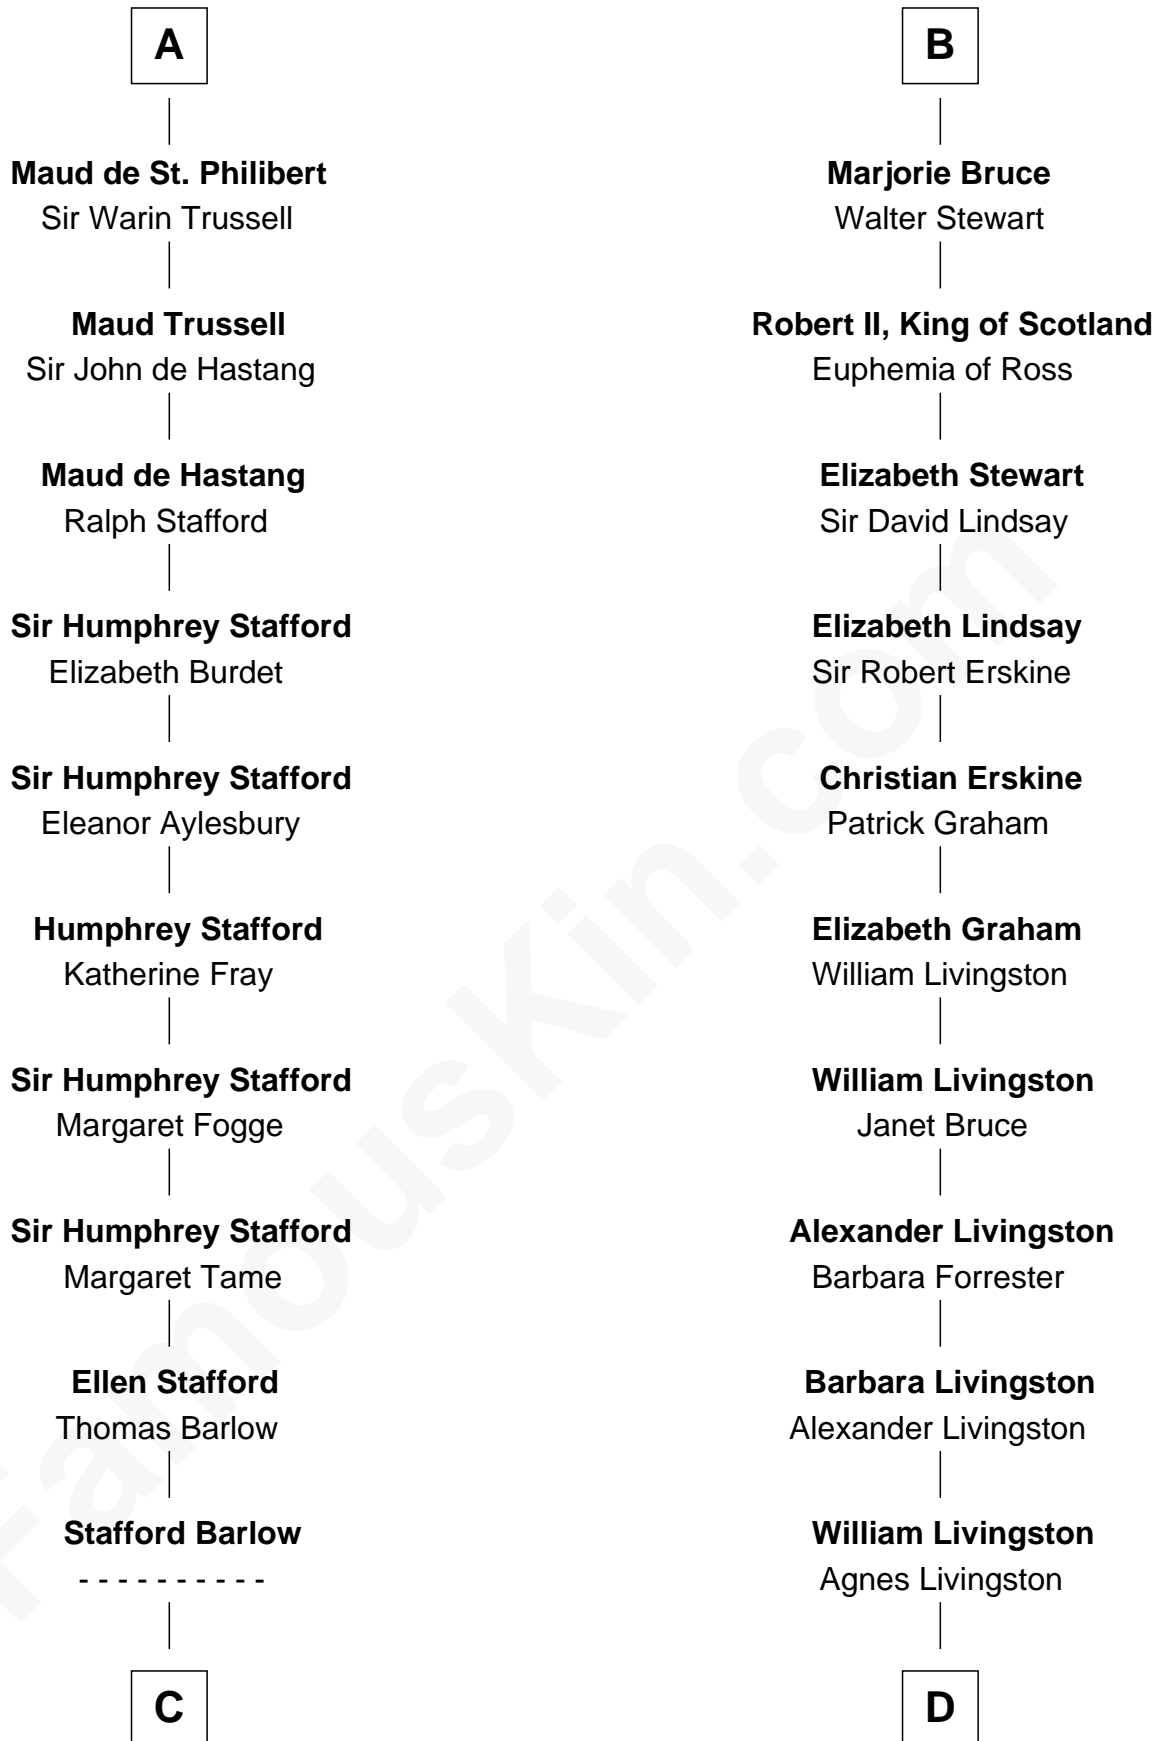 A
Maud de St. Philibert
Sir Warin Trussell
Maud Trussell
Sir John de Hastang
Maud de Hastang
Ralph Stafford
Sir Humphrey Stafford
Elizabeth Burdet
Sir Humphrey Stafford
Eleanor Aylesbury
Humphrey Stafford
Katherine Fray
Sir Humphrey Stafford
Margaret Fogge
Sir Humphrey Stafford
Margaret Tame
Ellen Stafford
Thomas Barlow
Stafford Barlow
- - - - - - - - - -
C
B
Marjorie Bruce
Walter Stewart
Robert II, King of Scotland
Euphemia of Ross
Elizabeth Stewart
Sir David Lindsay
Elizabeth Lindsay
Sir Robert Erskine
Christian Erskine
Patrick Graham
Elizabeth Graham
William Livingston
William Livingston
Janet Bruce
Alexander Livingston
Barbara Forrester
Barbara Livingston
Alexander Livingston
William Livingston
Agnes Livingston
D
FamousKin.com